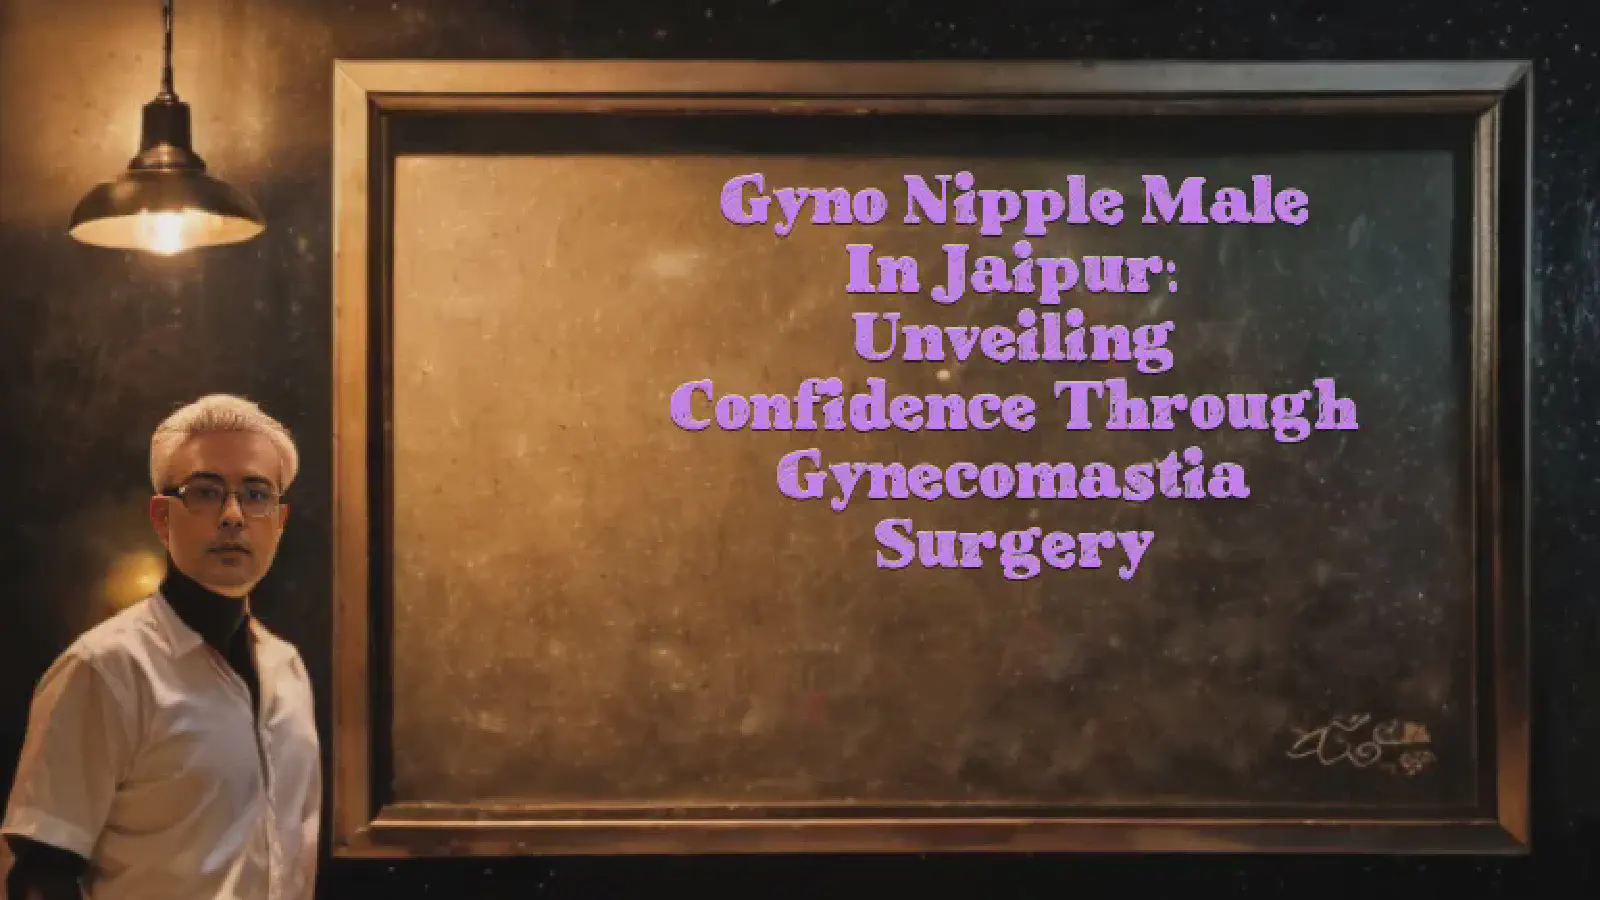 Gyno Nipple Male
In Jaipur:
Unveiling
Confidence Through
Gynecomastia
Surgery